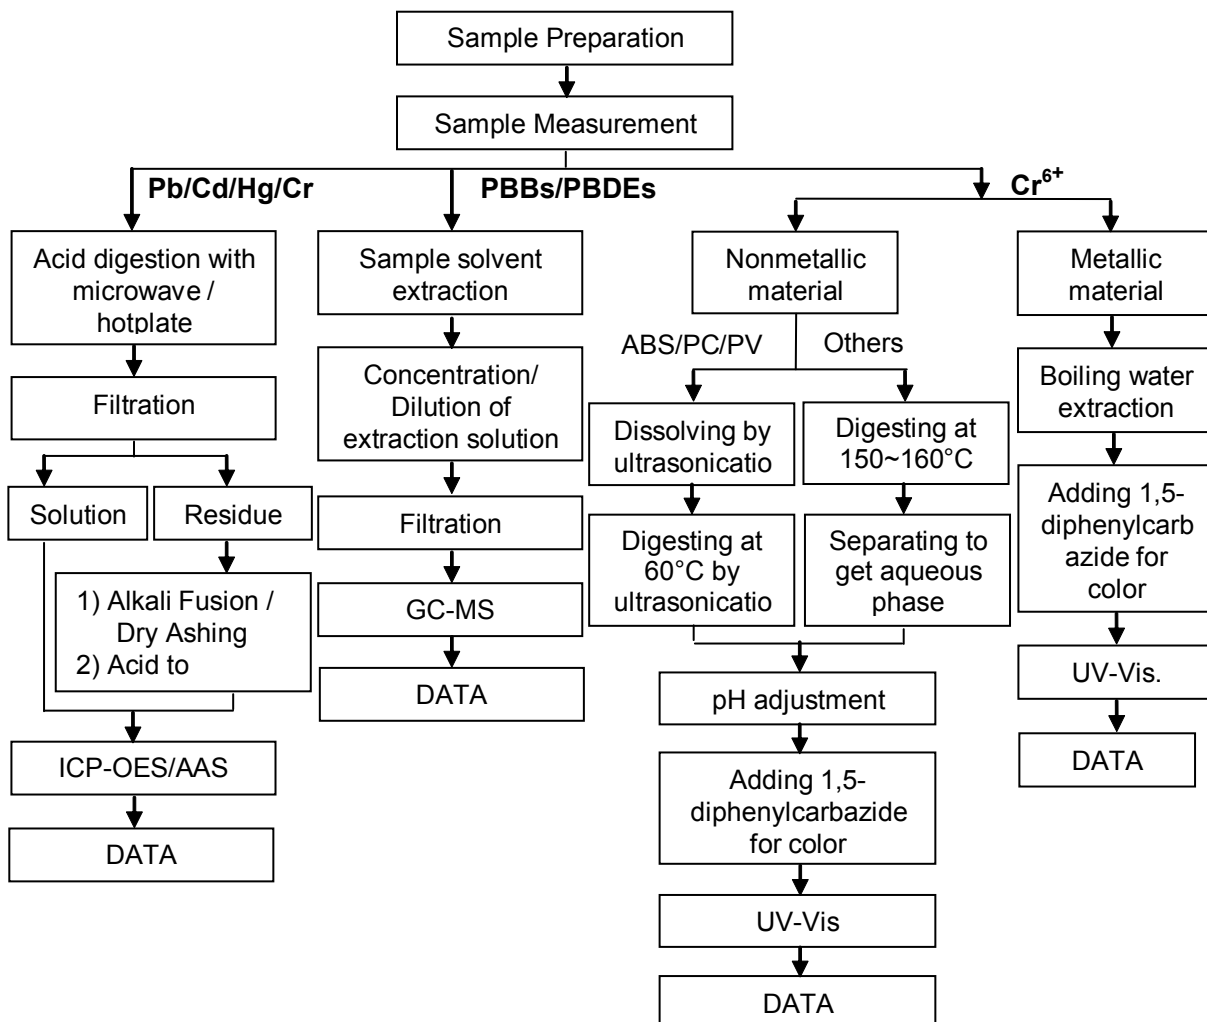 Sample Preparation
Sample Measurement
Pb/Cd/Hg/Cr
PBBs/PBDEs
Cr6+
Acid digestion with
microwave /
hotplate
Filtration
Solution
Residue
1) Alkali Fusion /
Dry Ashing
2) Acid to
ICP-OES/AAS
DATA
Sample solvent
extraction
Concentration/
Dilution of
extraction solution
Filtration
GC-MS
DATA
Nonmetallic
material
ABS/PC/PV
Others
Dissolving by
ultrasonicatio
Digesting at
60°C by
ultrasonicatio
Digesting at
150~160°C
Separating to
get aqueous
phase
pH adjustment
Adding 1,5-
diphenylcarbazide
for color
UV-Vis
DATA
Metallic
material
Boiling water
extraction
Adding 1,5-
diphenylcarb
azide for
color
UV-Vis.
DATA